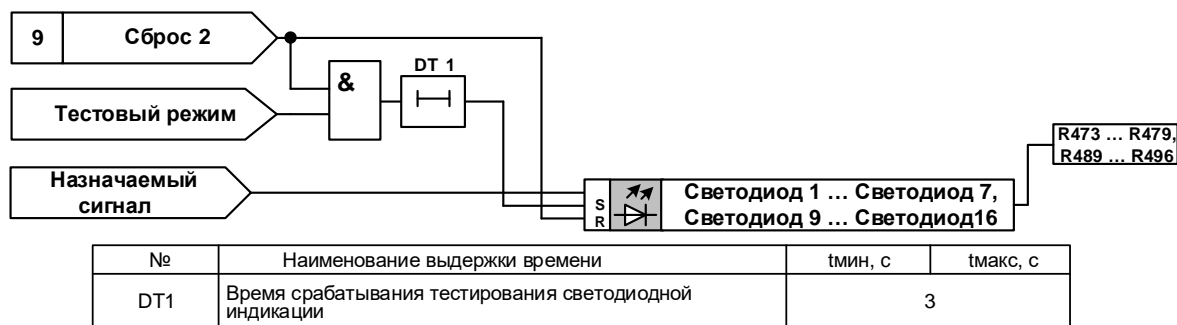 9 Сброс 2
DT 1
&
Тестовый режим
R473 ... R479,
R489 ... R496
Назначаемый
сигнал
S
R
Светодиод 1 ... Светодиод 7,
Светодиод 9 ... Светодиод16
№ Наименование выдержки времени tмин, с tмакс, с
DT1 Время срабатывания тестирования светодиодной
индикации 3